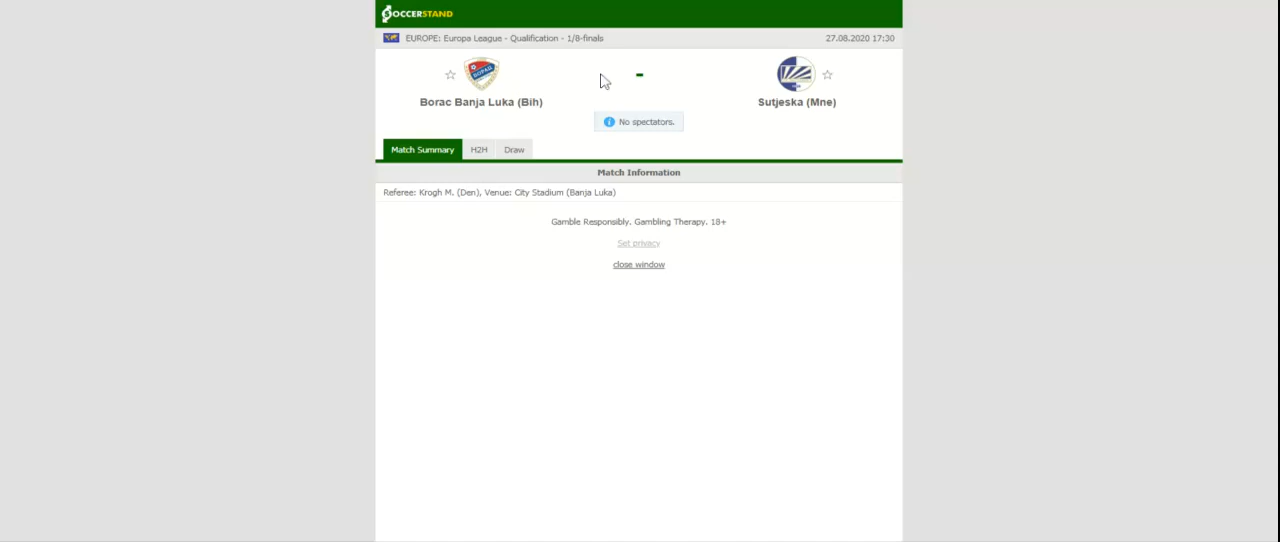 SOCCERSTAND
EUROPE: Europa League - Qualification - 1/8-finals 27.08.2020 17:30
БОРАЦ
Borac Banja Luka (Bih) - Sutjeska (Mne)
No spectators.
Match Summary H2H Draw
Match Information
Referee: Krogh M. (Den), Venue: City Stadium (Banja Luka)
Gamble Responsibly. Gambling Therapy. 18+
Set privacy
close window